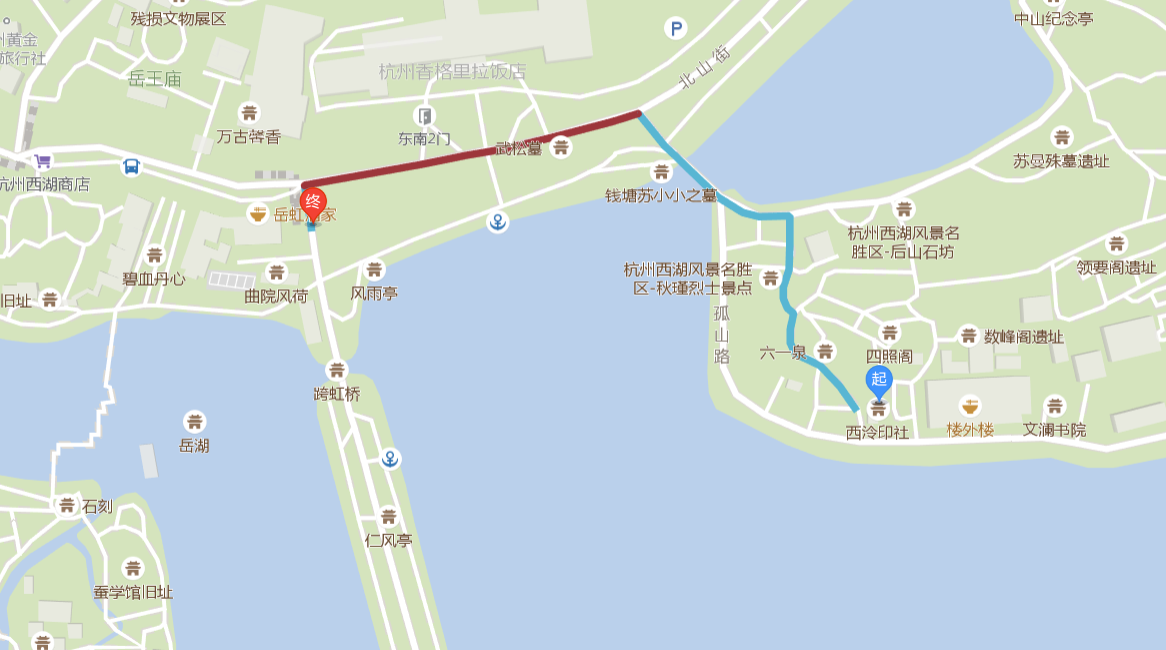 残损文物展区
中山纪念亭
州黄金
旅行社
P
北山街
岳王庙
杭州香格里拉饭店
万古馨香
东南2门
武松墓
苏曼殊墓遗址
杭州西湖商店
钱塘苏小小之墓
终
岳虹
家
杭州西湖风景名
胜区-后山石坊
碧血丹心
曲院风荷
风雨亭
杭州西湖风景名胜
区-秋瑾烈士景点
领要阁遗址
旧址
孤山路
六一泉
四照阁
数峰阁遗址
起
跨虹桥
西泠印社
楼外楼
文澜书院
岳湖
石刻
仁风亭
蚕学馆旧址